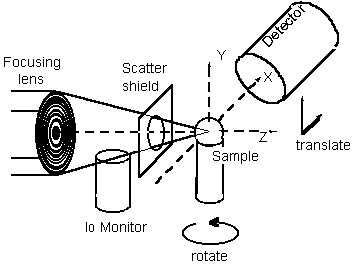 Focusing
lens
Scatter
shield
Y
Detector
X
Z
Sample
translate
Io Monitor
rotate